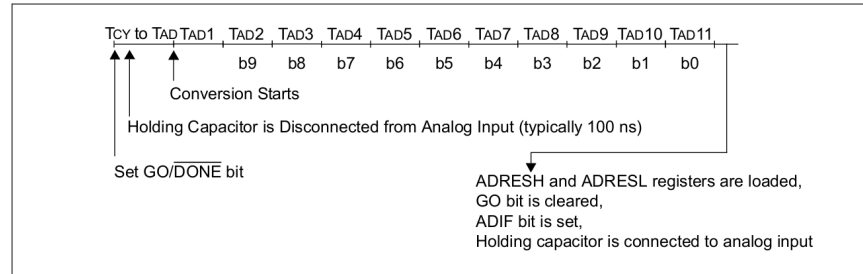 TCY to TAD TAD1 TAD2 TAD3 TAD4 TAD5 TAD6 TAD7 TAD8 TAD9 TAD10 TAD11
b9 b8 b7 b6 b5 b4 b3 b2 b1 b0
Conversion Starts
Holding Capacitor is Disconnected from Analog Input (typically 100 ns)
Set GO/DONE bit
ADRESH and ADRESL registers are loaded,
GO bit is cleared,
ADIF bit is set,
Holding capacitor is connected to analog input